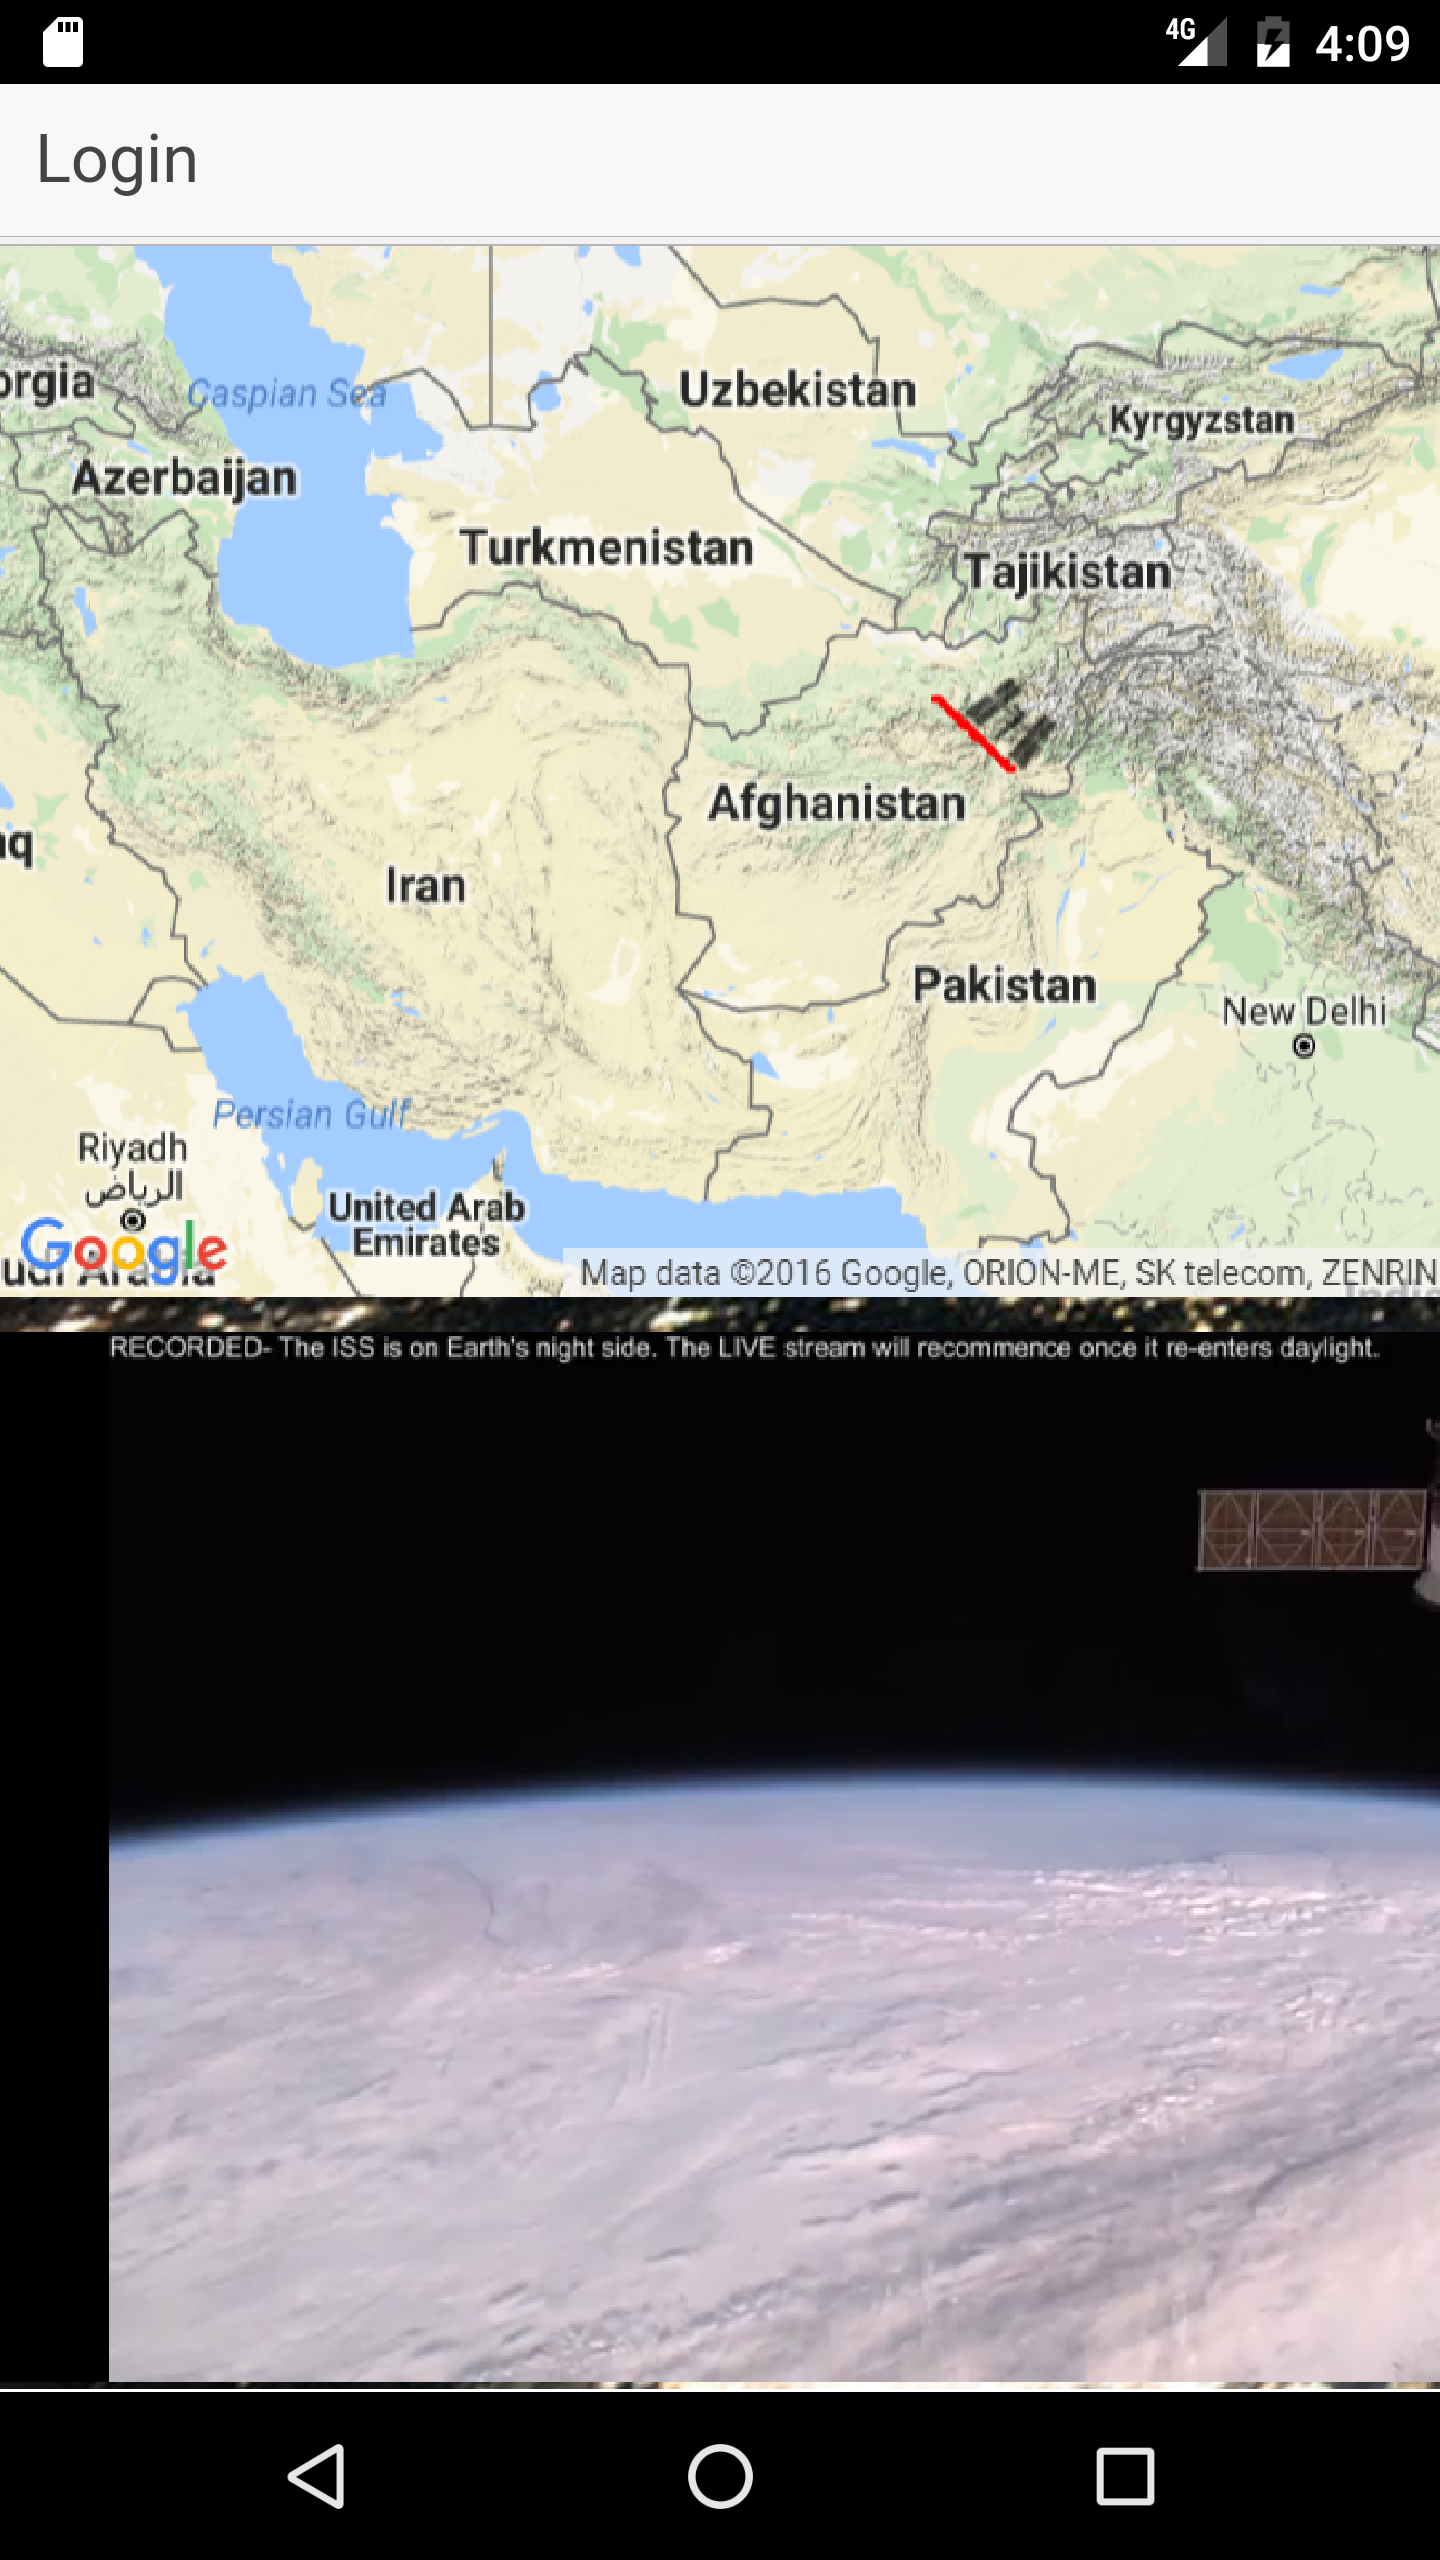 4G 4:09
Login
orgia
Caspian Sea
Uzbekistan
Kyrgyzstan
Azerbaijan
Turkmenistan
Tajikistan
Afghanistan
Iran
Pakistan
New Delhi
Persian Gulf
Riyadh
الرياض
United Arab
Emirates
Google
Map data ©2016 Google, ORION-ME, SK telecom, ZENRIN
RECORDED- The ISS is on Earth's night side. The LIVE stream will recommence once it re-enters daylight.